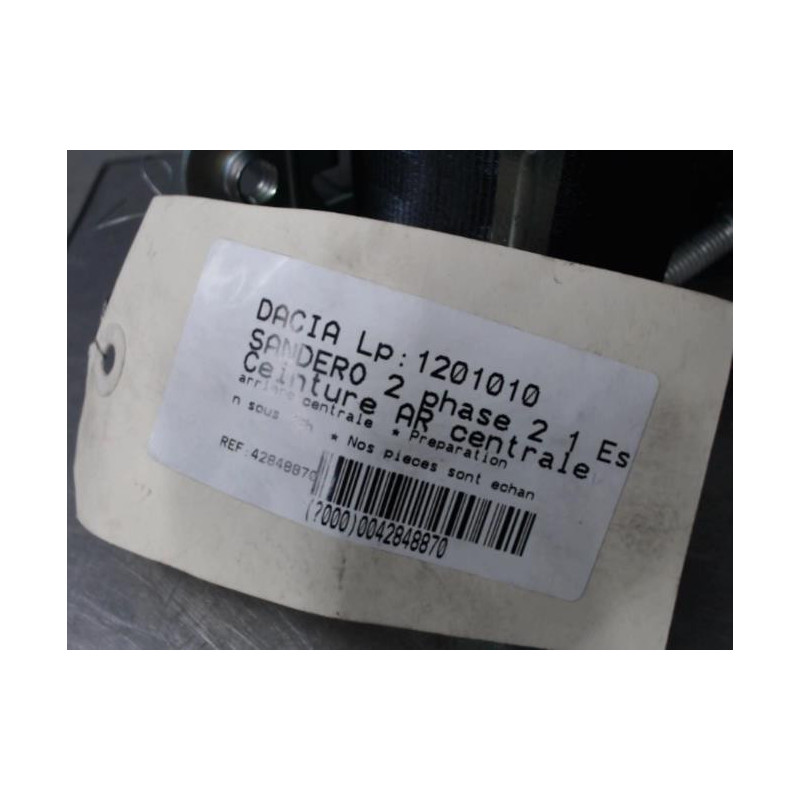 DACIA Lp:1201010
SANDERO 2 phase 2 1 Es
Ceinture AR centrale
arriere centrale * Preparation
n sous * Nos pieces sont echan
REF:42848870
(?000)0042848870